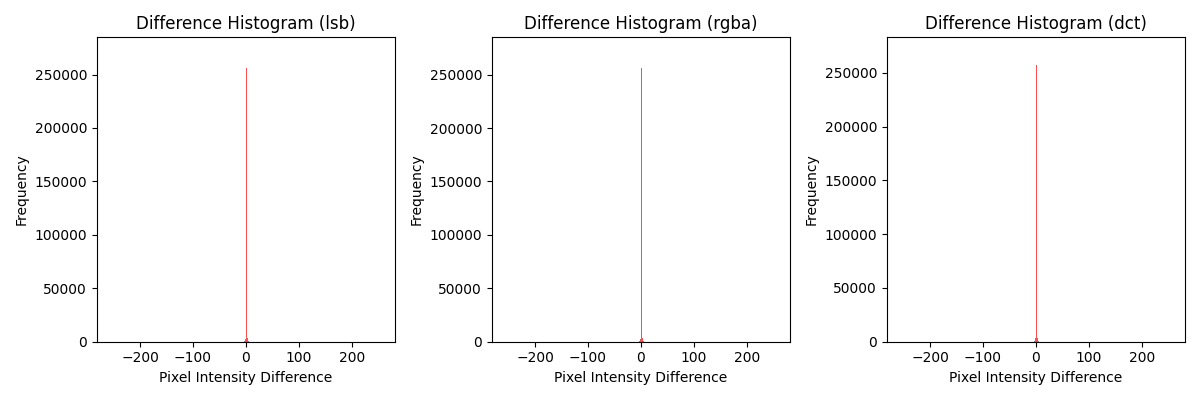 Difference Histogram (lsb)
Frequency
250000
200000
150000
100000
50000
0
−200 −100 0 100 200
Pixel Intensity Difference
Difference Histogram (rgba)
Frequency
250000
200000
150000
100000
50000
0
−200 −100 0 100 200
Pixel Intensity Difference
Difference Histogram (dct)
Frequency
250000
200000
150000
100000
50000
0
−200 −100 0 100 200
Pixel Intensity Difference